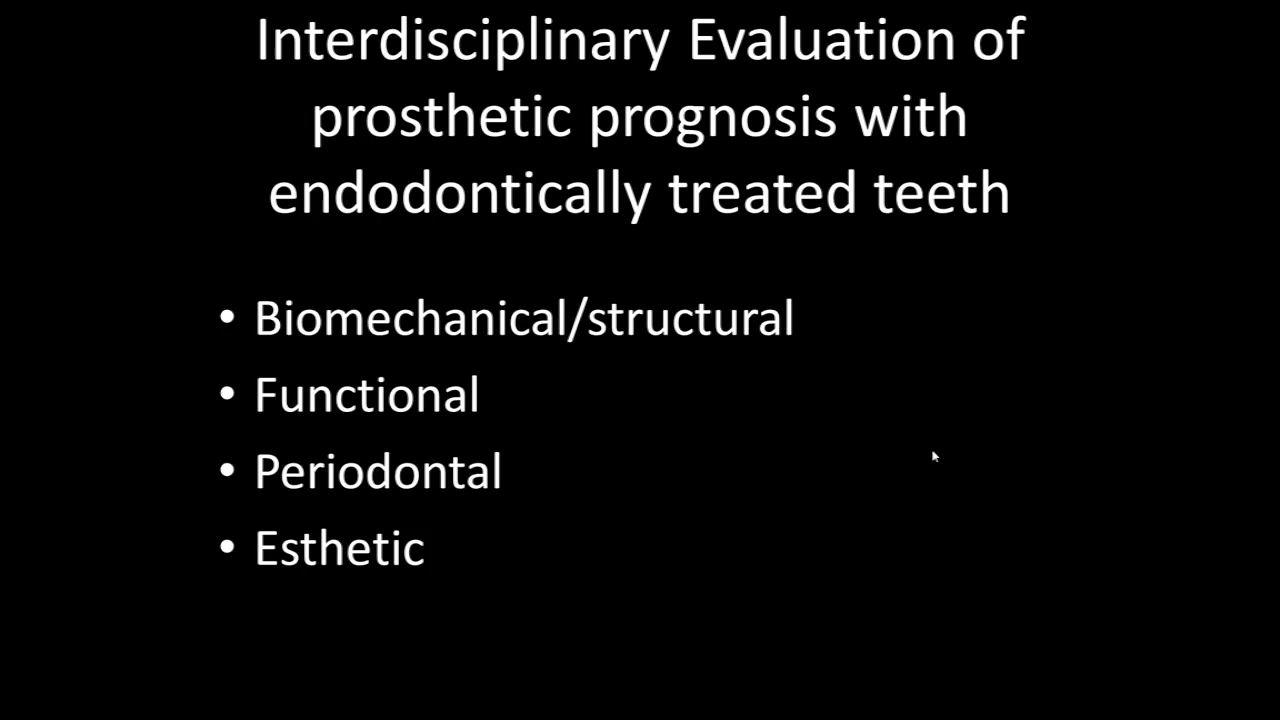 Interdisciplinary Evaluation of
prosthetic prognosis with
endodontically treated teeth
• Biomechanical/structural
• Functional
• Periodontal
• Esthetic